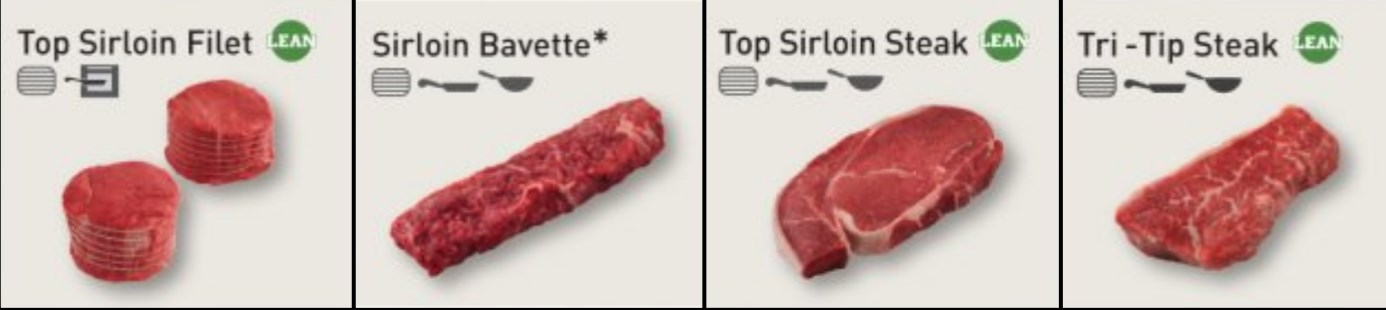 Top Sirloin Filet LEAN
Sirloin Bavette*
Top Sirloin Steak LEAN
Tri -Tip Steak LEAN